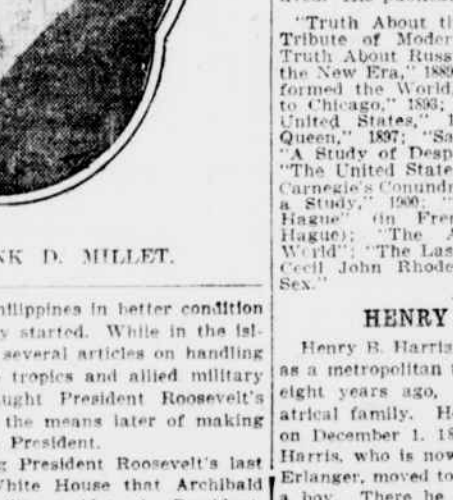 NK D. MILLET.
hilippines in better condition
y started. While in the isl-
several articles on handling
tropics and allied military
ught President Roosevelt's
the means later of making
President.
g President Roosevelt's last
White House that Archibald
"Truth About th
Tribute of Moder
Truth About Russ
the New Era," 1889
formed the World,
to Chicago," 1893;
United States," 1
Queen," 1897; "Sa
"A Study of Desp
"The United State
Carnegie's Conundr
a Study," 1900; "
Hague" (in Fren
Hague); "The A
World"; "The Las
Cecil John Rhode
Sex."
HENRY
Henry B. Harris
as a metropolitan t
eight years ago,
atrical family. H
on December 1, 18
Harris, who is now
Erlanger, moved to
a boy. There he